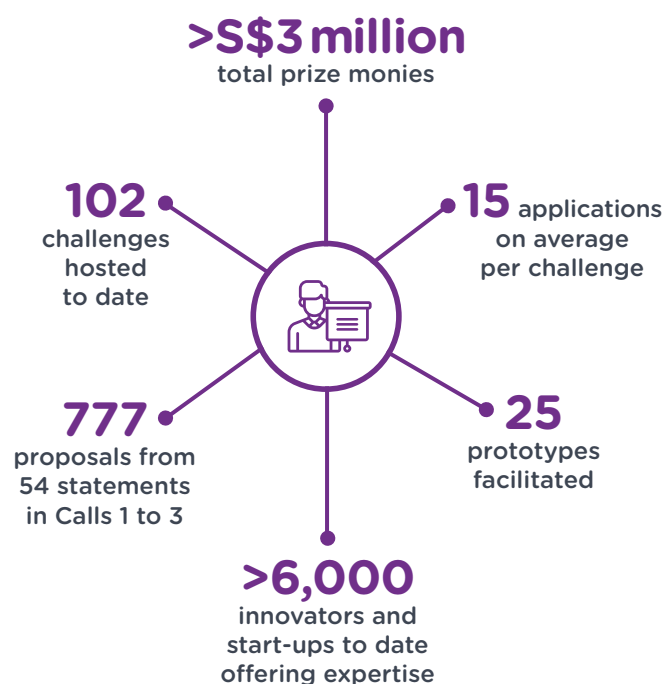 >S$3 million
total prize monies
102
challenges
hosted
to date
15 applications
on average
per challenge
777
proposals from
54 statements
in Calls 1 to 3
25
prototypes
facilitated
>6,000
innovators and
start-ups to date
offering expertise